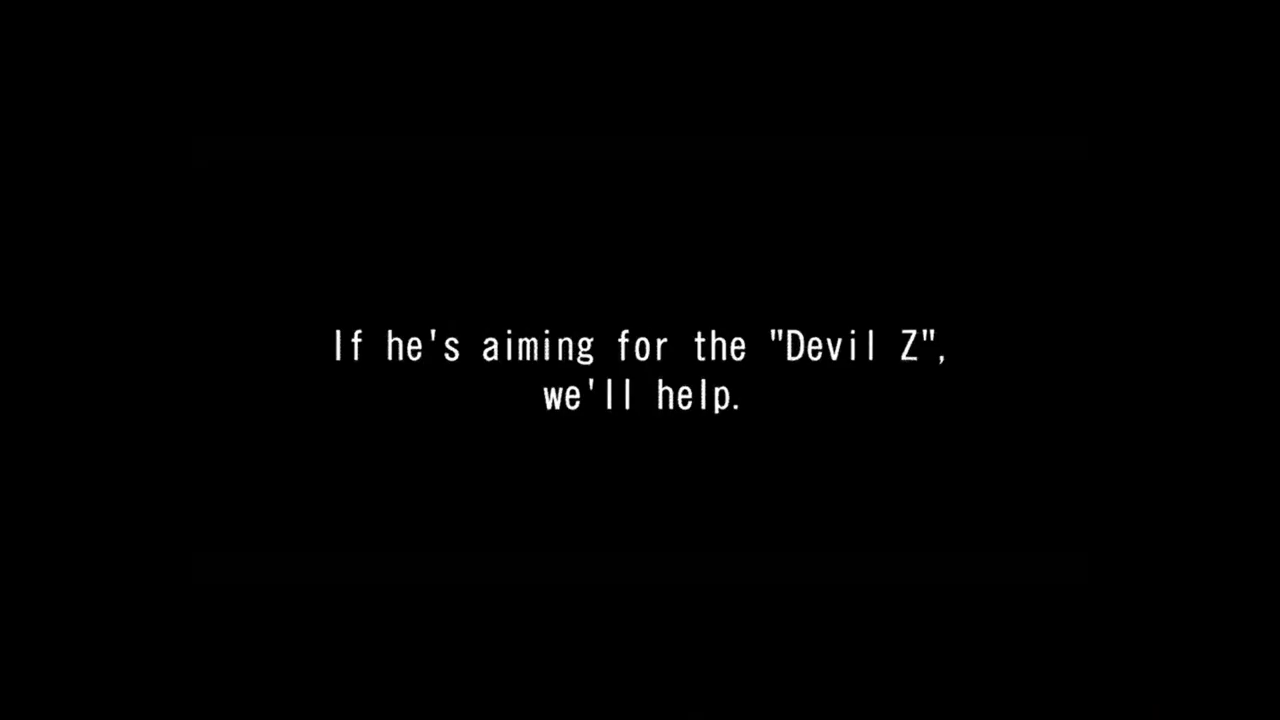 If he's aiming for the "Devil Z",
we'll help.